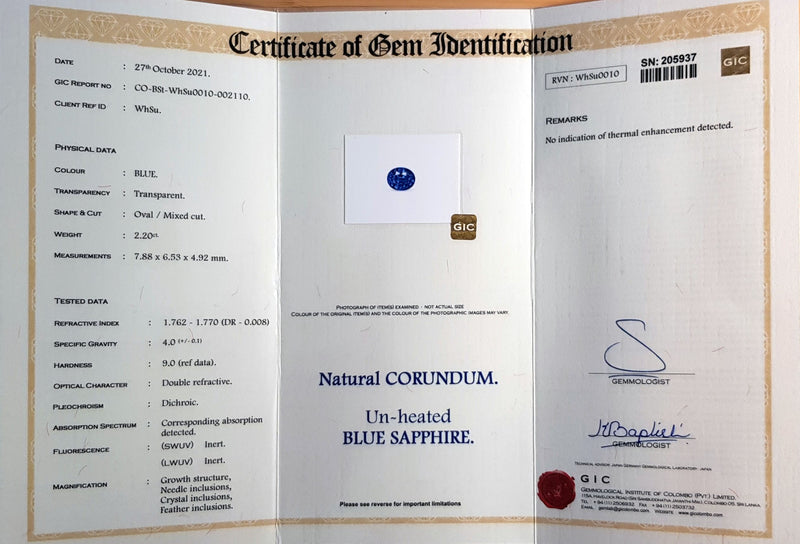 Certificate of Gem Identification
DATE : 27th October 2021.
GIC REPORT NO : CO-BSt-WhSu0010-002110.
CLIENT REF ID : WhSu.
PHYSICAL DATA
COLOUR : BLUE.
TRANSPARENCY : Transparent.
SHAPE & CUT : Oval / Mixed cut.
WEIGHT : 2.20ct.
MEASUREMENTS : 7.88 x 6.53 x 4.92 mm.
TESTED DATA
REFRACTIVE INDEX : 1.762 - 1.770 (DR - 0.008)
SPECIFIC GRAVITY : 4.0 (+/-0.1)
HARDNESS : 9.0 (ref data).
OPTICAL CHARACTER : Double refractive.
PLEOCHROISM : Dichroic.
ABSORPTION SPECTRUM : Corresponding absorption
detected.
FLUORESCENCE : (SWUV) Inert.
(LWUV) Inert.
MAGNIFICATION : Growth structure,
Needle inclusions,
Crystal inclusions,
Feather inclusions.
GIC
PHOTOGRAPH OF ITEM(S) EXAMINED - NOT ACTUAL SIZE
COLOUR OF THE ORIGINAL ITEM(S) AND THE COLOUR OF THE PHOTOGRAPHIC IMAGES MAY VARY.
Natural CORUNDUM.
Un-heated
BLUE SAPPHIRE.
Please see reverse for important limitations
RVN : WhSu0010
SN: 205937
GIC
REMARKS
No indication of thermal enhancement detected.
GEMMOLOGIST
GEMMOLOGIST
TECHNICAL ADVISOR JAPAN GERMANY GEMMOLOGICAL LABORATORY - JAPAN
GIC
GEMMOLOGICAL INSTITUTE OF COLOMBO (PVT.) LIMITED.